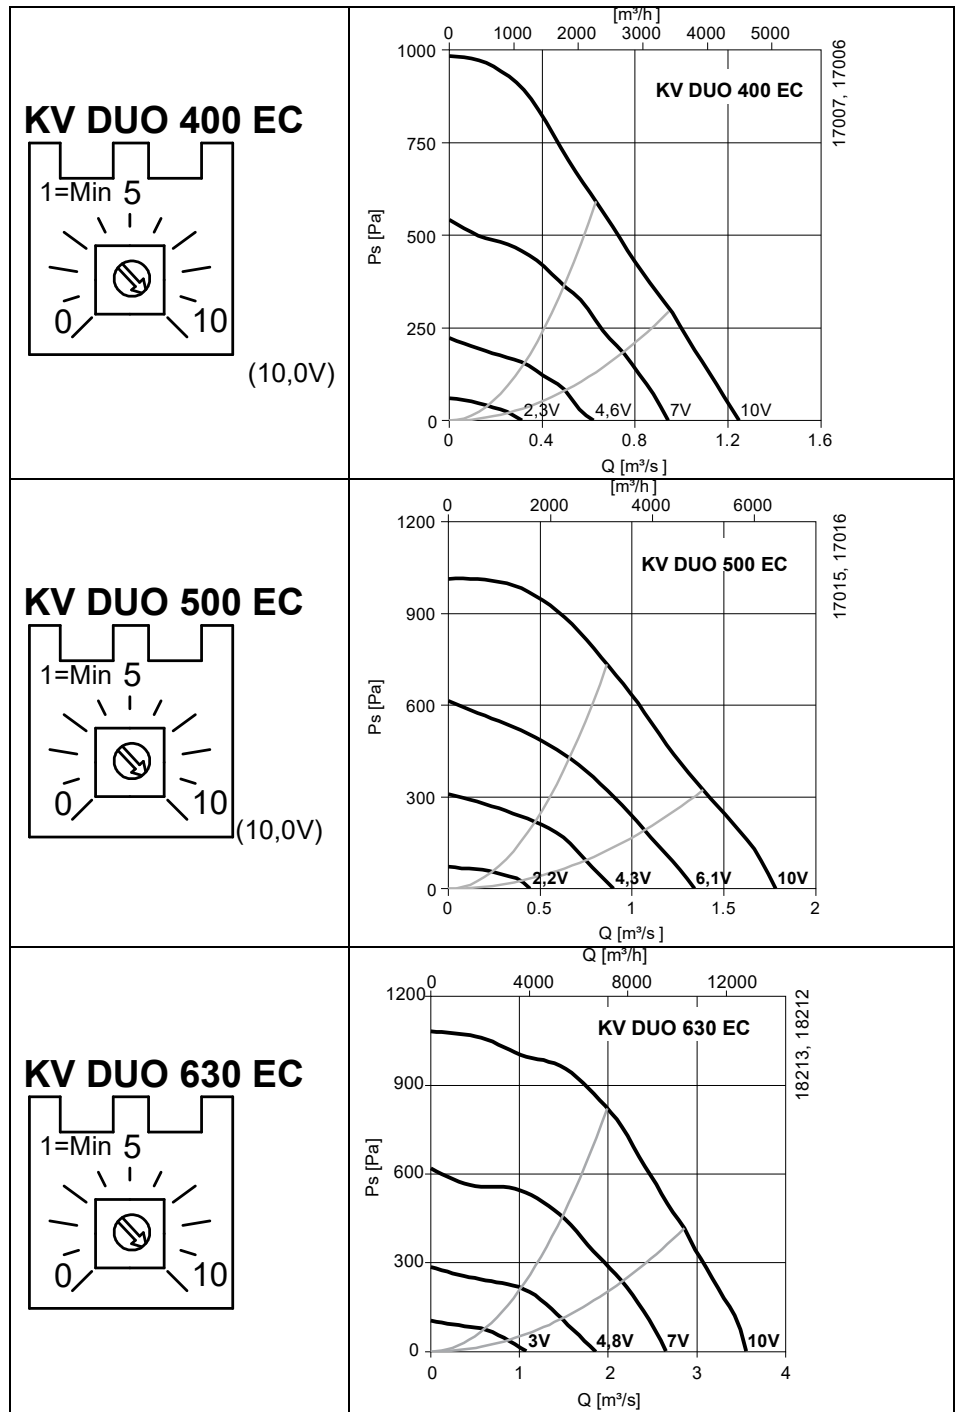 KV DUO 400 EC
1=Min 5
0 10
(10,0V)
[m³/h ]
0 1000 2000 3000 4000 5000
1000
KV DUO 400 EC
17007, 17006
750
Ps [Pa]
500
250
2,3V 4,6V 7V 10V
0
0 0.4 0.8 1.2 1.6
Q [m³/s ]
KV DUO 500 EC
1=Min 5
0 10
(10,0V)
[m³/h ]
0 2000 4000 6000
1200
KV DUO 500 EC
17015, 17016
900
Ps [Pa]
600
300
2,2V 4,3V 6,1V 10V
0
0 0.5 1 1.5 2
Q [m³/s ]
KV DUO 630 EC
1=Min 5
0 10
Q [m³/h]
0 4000 8000 12000
1200
KV DUO 630 EC
18213, 18212
900
Ps [Pa]
600
300
3V 4,8V 7V 10V
0
0 1 2 3 4
Q [m³/s]